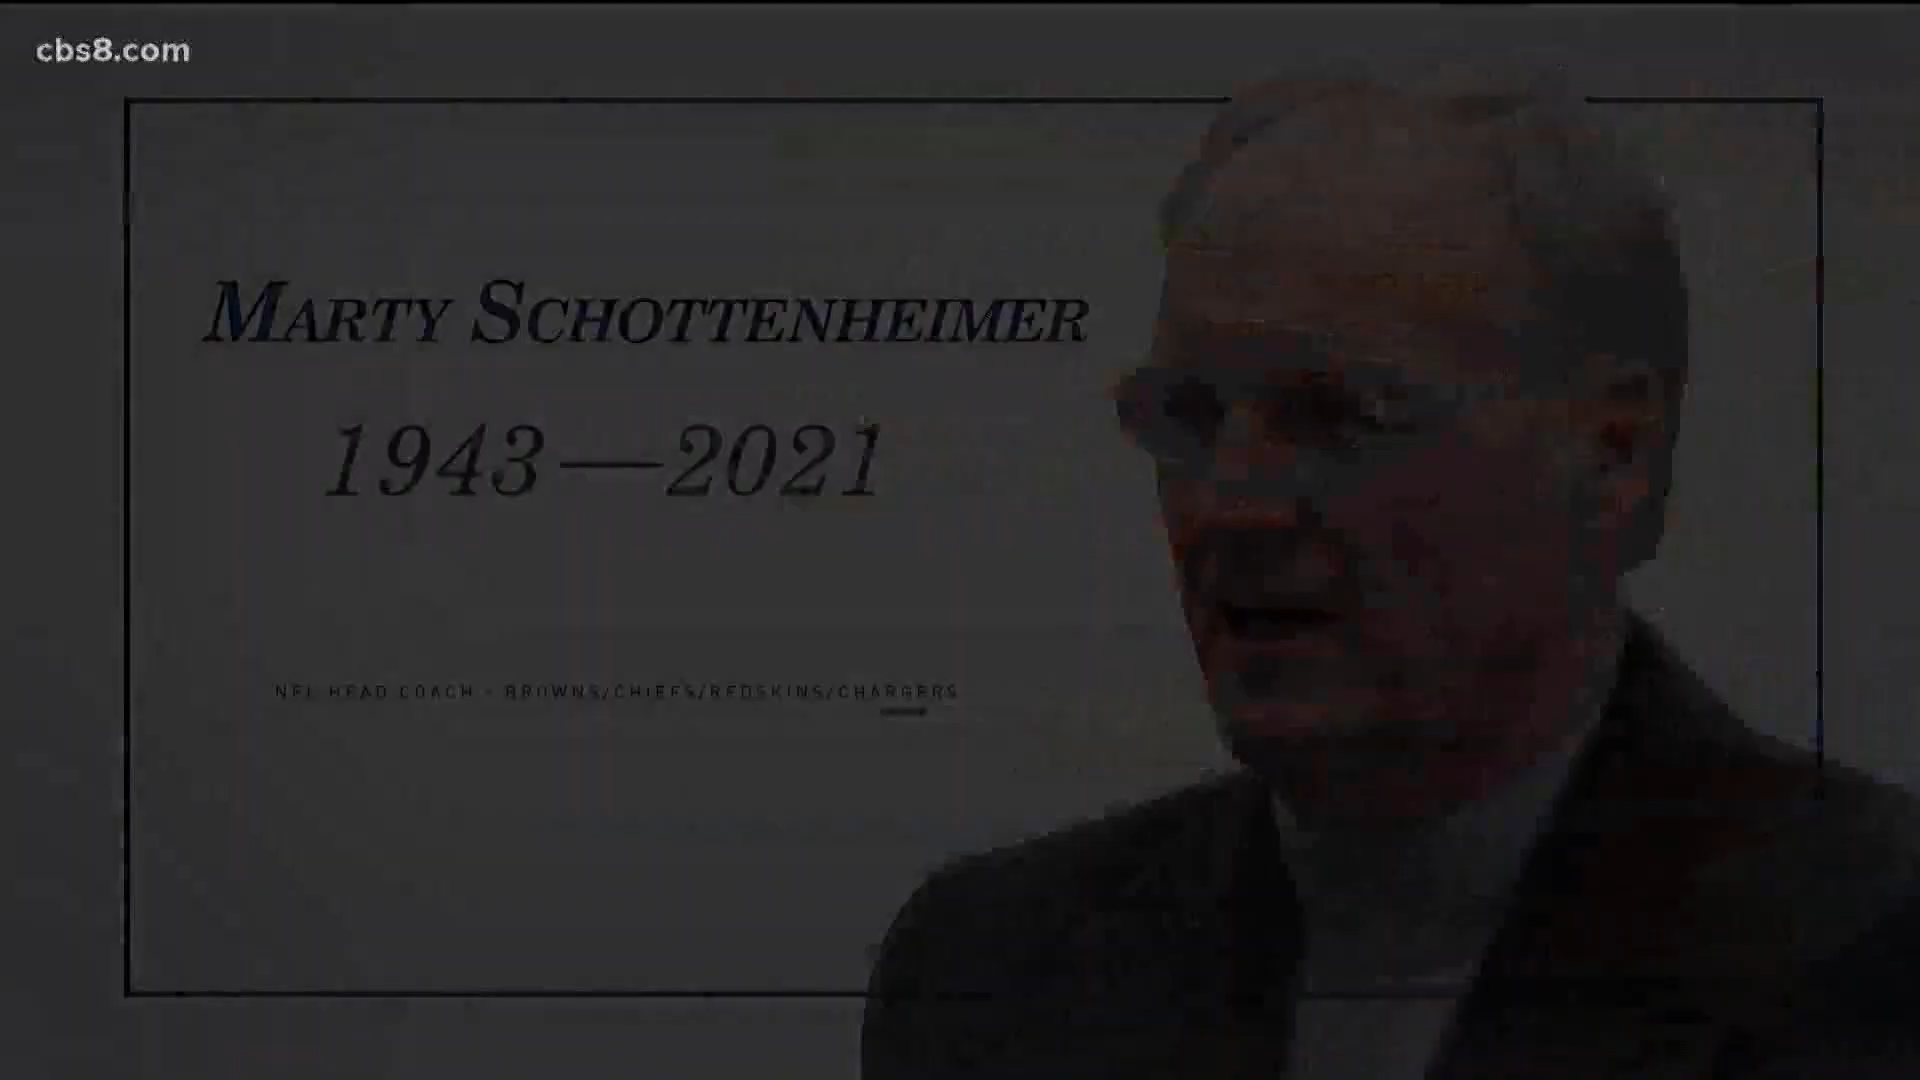 cbs8.com
MARTY SCHOTTENHEIMER
1943—2021
NFL HEAD COACH - BROWNS/CHIEFS/REDSKINS/CHARGERS